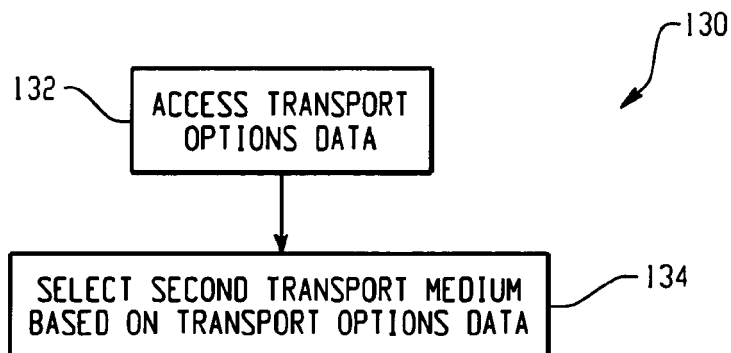 130
132
ACCESS TRANSPORT
OPTIONS DATA
SELECT SECOND TRANSPORT MEDIUM
BASED ON TRANSPORT OPTIONS DATA
134